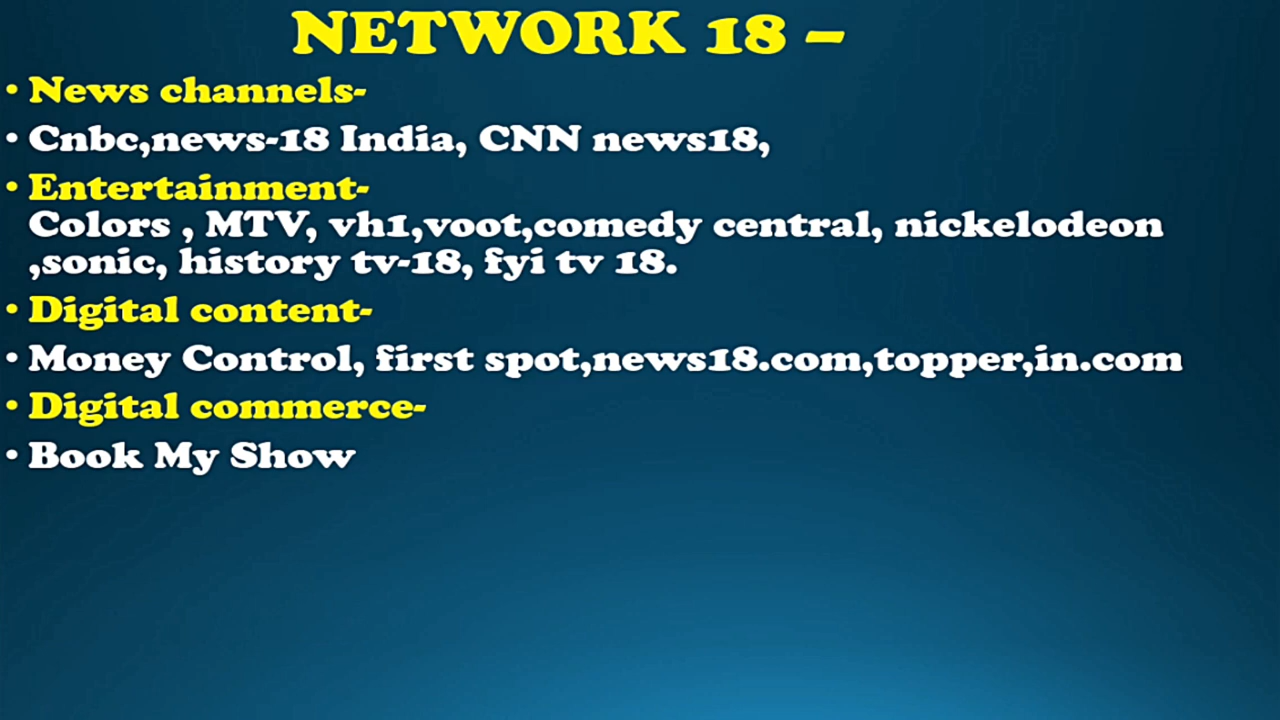 NETWORK 18 –
• News channels-
• Cnbc,news-18 India, CNN news18,
• Entertainment-
Colors , MTV, vh1,voot,comedy central, nickelodeon
,sonic, history tv-18, fyi tv 18.
• Digital content-
• Money Control, first spot,news18.com,topper,in.com
• Digital commerce-
• Book My Show